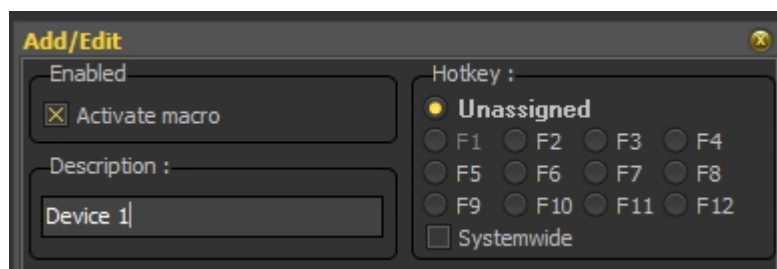 Add/Edit
Enabled
Activate macro
Description :
Device 1
Hotkey :
Unassigned
F1 F2 F3 F4
F5 F6 F7 F8
F9 F10 F11 F12
Systemwide